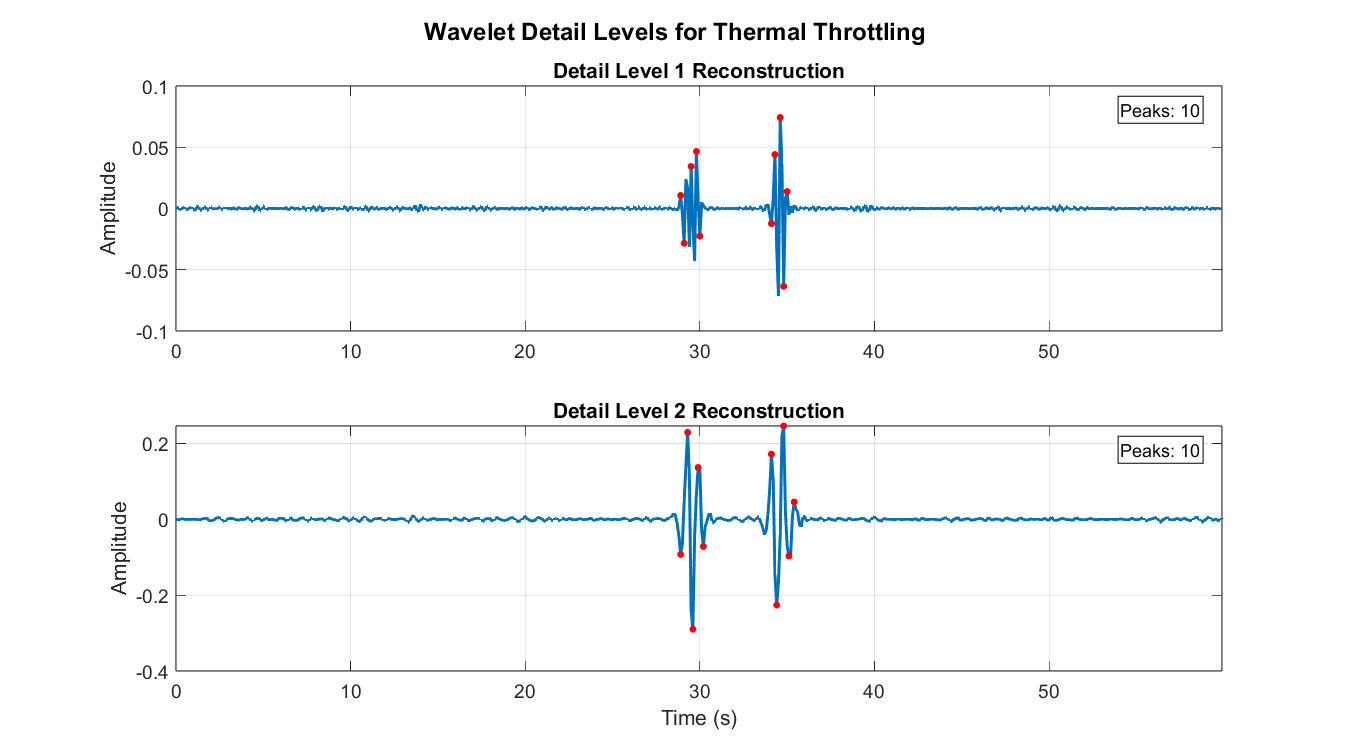 Wavelet Detail Levels for Thermal Throttling
Detail Level 1 Reconstruction
Peaks: 10
Amplitude
0.1
0.05
0
-0.05
-0.1
0 10 20 30 40 50
Detail Level 2 Reconstruction
Peaks: 10
Amplitude
0.2
0
-0.2
-0.4
0 10 20 30 40 50
Time (s)